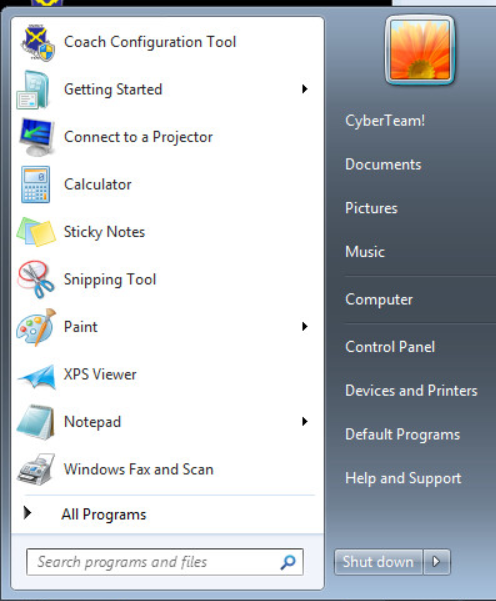 Coach Configuration Tool
Getting Started
Connect to a Projector
Calculator
Sticky Notes
Snipping Tool
Paint
XPS Viewer
Notepad
Windows Fax and Scan
All Programs
Search programs and files
CyberTeam!
Documents
Pictures
Music
Computer
Control Panel
Devices and Printers
Default Programs
Help and Support
Shut down